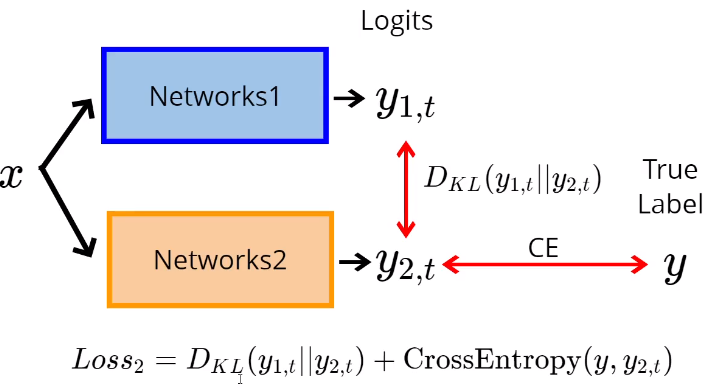 Logits
Networks1
y_{1,t}
D_{KL}(y_{1,t}||y_{2,t})
x
True
Label
Networks2
y_{2,t}
CE
y
Loss_2 = D_{KL}(y_{1,t}||y_{2,t}) + CrossEntropy(y, y_{2,t})